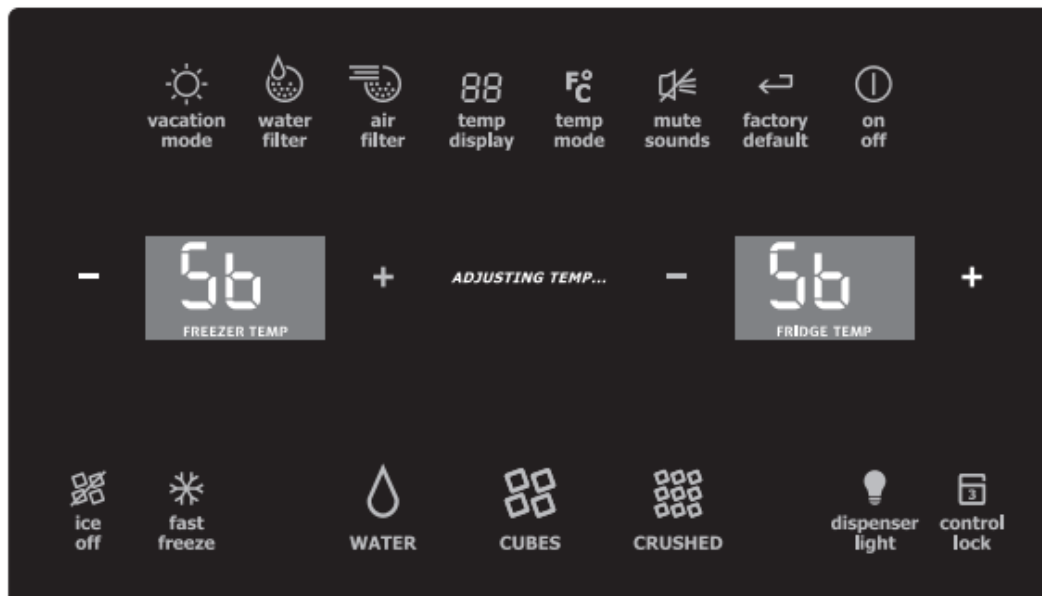 88
F°
C
vacation mode
water filter
air filter
temp display
temp mode
mute sounds
factory default
on off
-
Sb
FREEZER TEMP
+
ADJUSTING TEMP...
-
Sb
FRIDGE TEMP
+
3
ice off
fast freeze
WATER
CUBES
CRUSHED
dispenser light
control lock